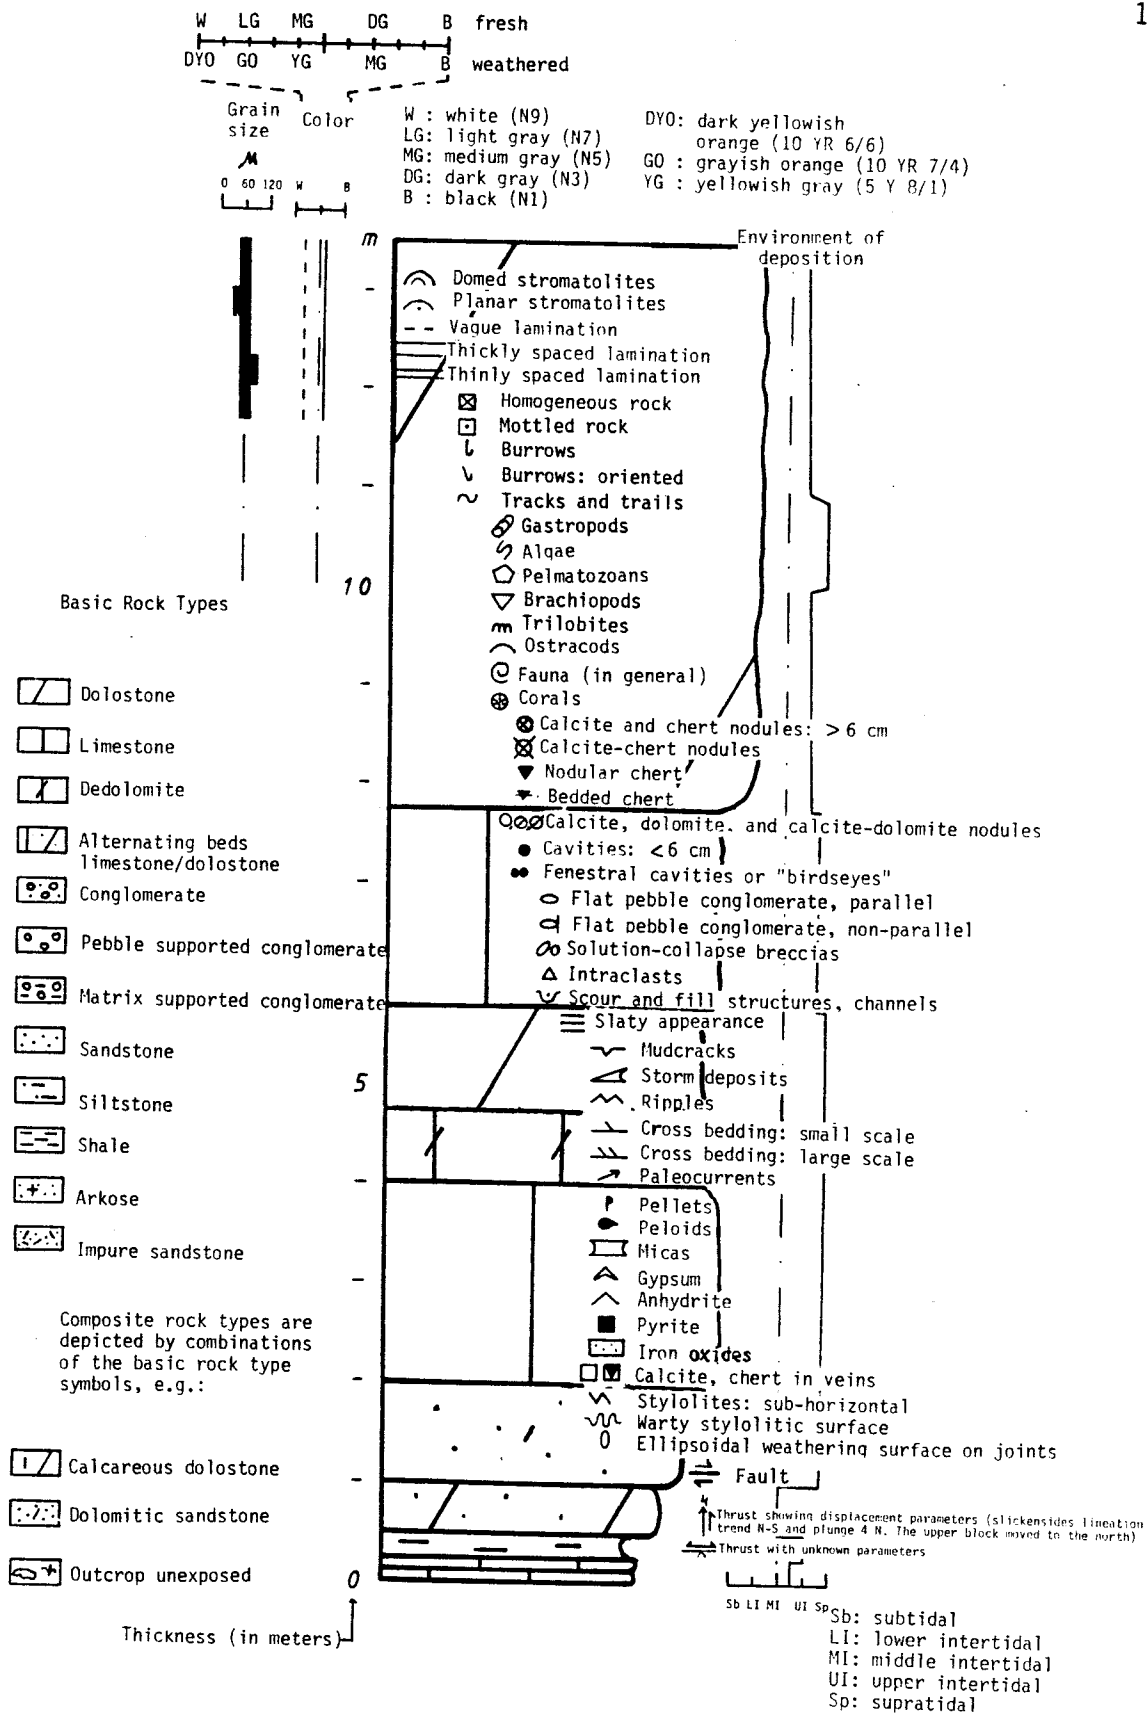 1
W LG MG DG B fresh
DYO GO YG MG B weathered
Grain
size
Color
M
0 60 120 W B
W : white (N9)
LG: light gray (N7)
MG: medium gray (N5)
DG: dark gray (N3)
B : black (N1)
DYO: dark yellowish
orange (10 YR 6/6)
GO : grayish orange (10 YR 7/4)
YG : yellowish gray (5 Y 8/1)
m
Environment of
deposition
Domed stromatolites
Planar stromatolites
Vague lamination
Thickly spaced lamination
Thinly spaced lamination
Homogeneous rock
Mottled rock
Burrows
Burrows: oriented
Tracks and trails
Gastropods
Algae
Pelmatozoans
10
Brachiopods
Trilobites
Ostracods
Fauna (in general)
Corals
Calcite and chert nodules: > 6 cm
Calcite-chert nodules
Nodular chert
Bedded chert
Calcite, dolomite, and calcite-dolomite nodules
Cavities: < 6 cm
Fenestral cavities or "birdseyes"
Flat pebble conglomerate, parallel
Flat pebble conglomerate, non-parallel
Solution-collapse breccias
Intraclasts
Scour and fill structures, channels
Slaty appearance
Mudcracks
5
Storm deposits
Ripples
Cross bedding: small scale
Cross bedding: large scale
Paleocurrents
Pellets
Peloids
Micas
Gypsum
Anhydrite
Pyrite
Iron oxides
Calcite, chert in veins
Stylolites: sub-horizontal
Warty stylolitic surface
Ellipsoidal weathering surface on joints
Fault
4
Thrust showing displacement parameters (slickensides lineation
trend N-S and plunge 4 N. The upper block moved to the north)
Thrust with unknown parameters
0
Sb LI MI UI Sp
Sb: subtidal
LI: lower intertidal
MI: middle intertidal
UI: upper intertidal
Sp: supratidal
Basic Rock Types
Dolostone
Limestone
Dedolomite
Alternating beds
limestone/dolostone
Conglomerate
Pebble supported conglomerate
Matrix supported conglomerate
Sandstone
Siltstone
Shale
Arkose
Impure sandstone
Composite rock types are
depicted by combinations
of the basic rock type
symbols, e.g.:
Calcareous dolostone
Dolomitic sandstone
Outcrop unexposed
Thickness (in meters)